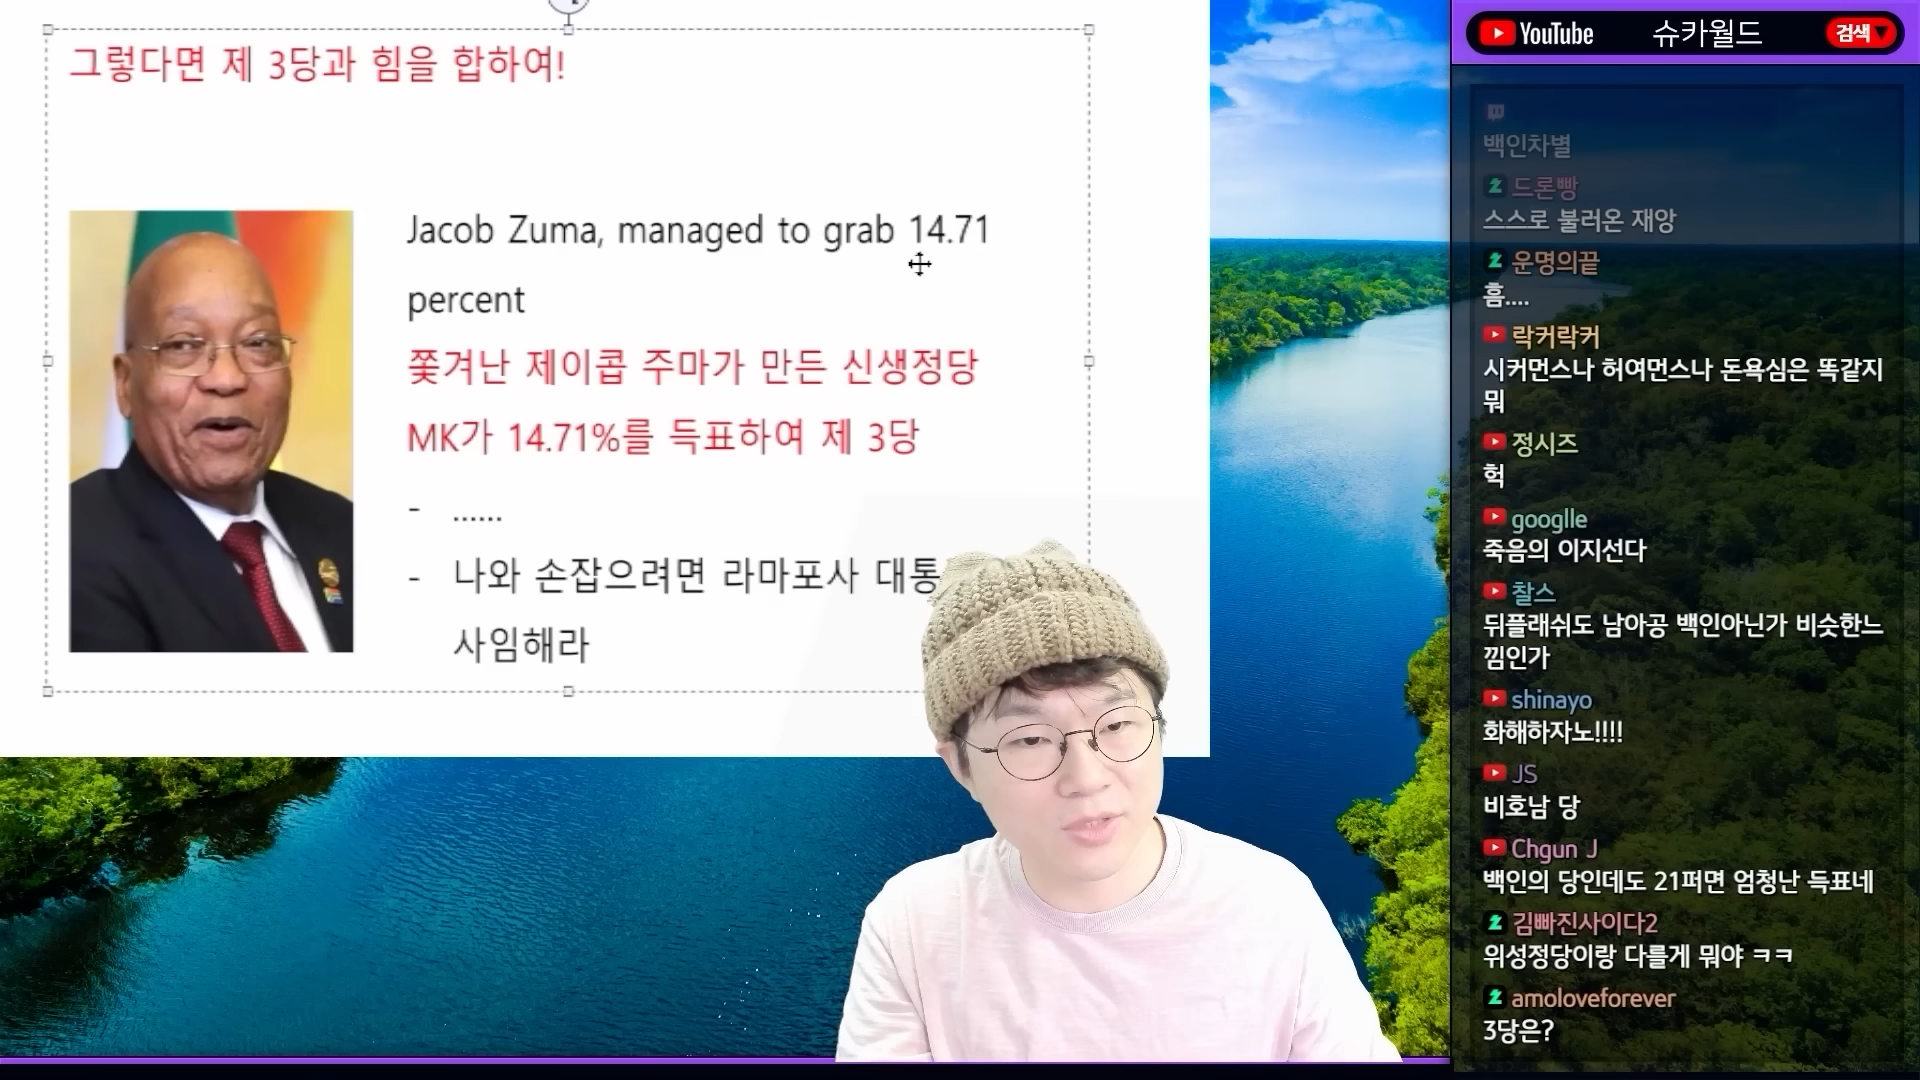 그렇다면 제 3당과 힘을 합하여!
Jacob Zuma, managed to grab 14.71
percent
쫓겨난 제이콥 주마가 만든 신생정당
MK가 14.71%를 득표하여 제 3당
- ......
- 나와 손잡으려면 라마포사 대통
사임해라
YouTube 슈카월드 검색
백인차별
드론빵
스스로 불러온 재앙
운명의끝
흠....
락커락커
시커먼스나 허여먼스나 돈욕심은 똑같지
뭐
정시즈
헉
googlle
죽음의 이지선다
찰스
뒤플래쉬도 남아공 백인아닌가 비슷한느
낌인가
shinayo
화해하자노!!!!
JS
비호남 당
Chgun J
백인의 당인데도 21퍼면 엄청난 득표네
김빠진사이다2
위성정당이랑 다를게 뭐야 ㅋㅋ
amoloveforever
3당은?